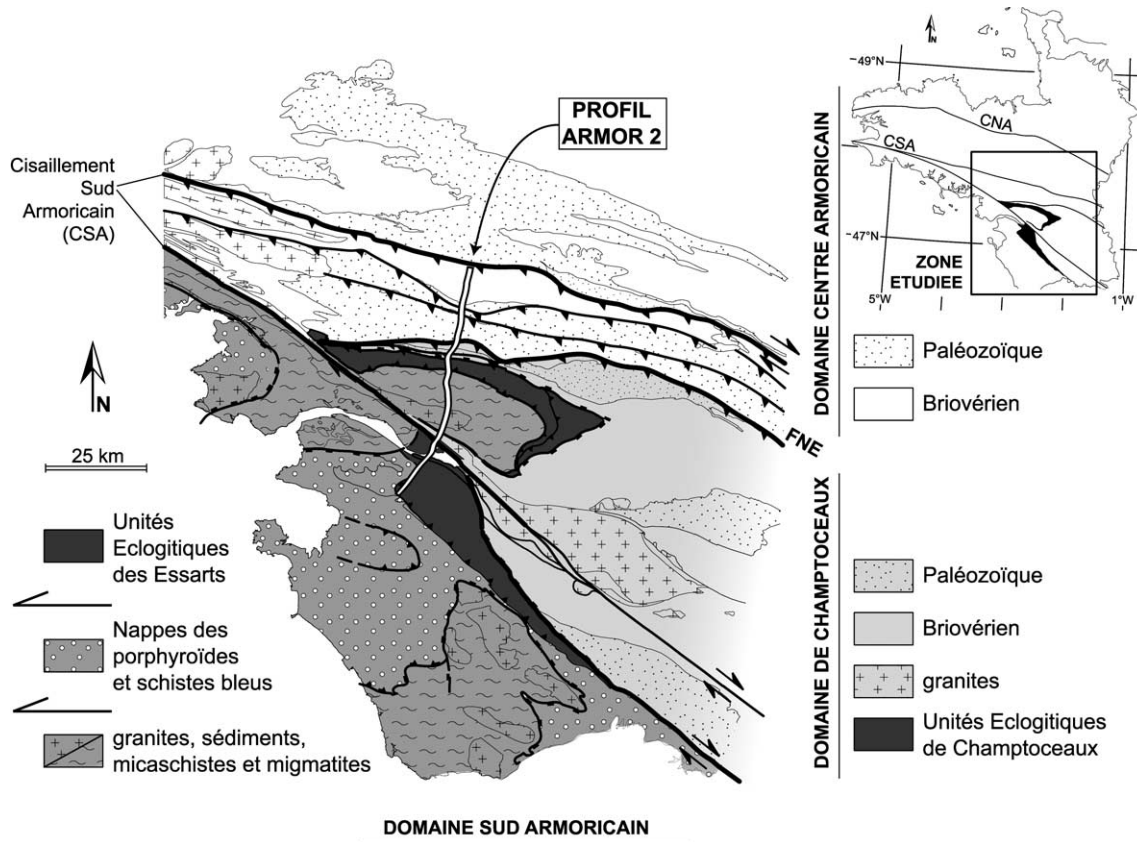 PROFIL
ARMOR 2
Cisaillement
Sud
Armoricain
(CSA)
N
25 km
FNE
Unités
Eclogitiques
des Essarts
Nappes des
porphyroïdes
et schistes bleus
granites, sédiments,
micaschistes et migmatites
DOMAINE SUD ARMORICAIN
N
49°N
CNA
CSA
47°N
ZONE
ETUDIEE
5°W
1°W
DOMAINE CENTRE ARMORICAIN
Paléozoïque
Briovérien
DOMAINE DE CHAMPTOCEAUX
Paléozoïque
Briovérien
granites
Unités Eclogitiques
de Champtoceaux